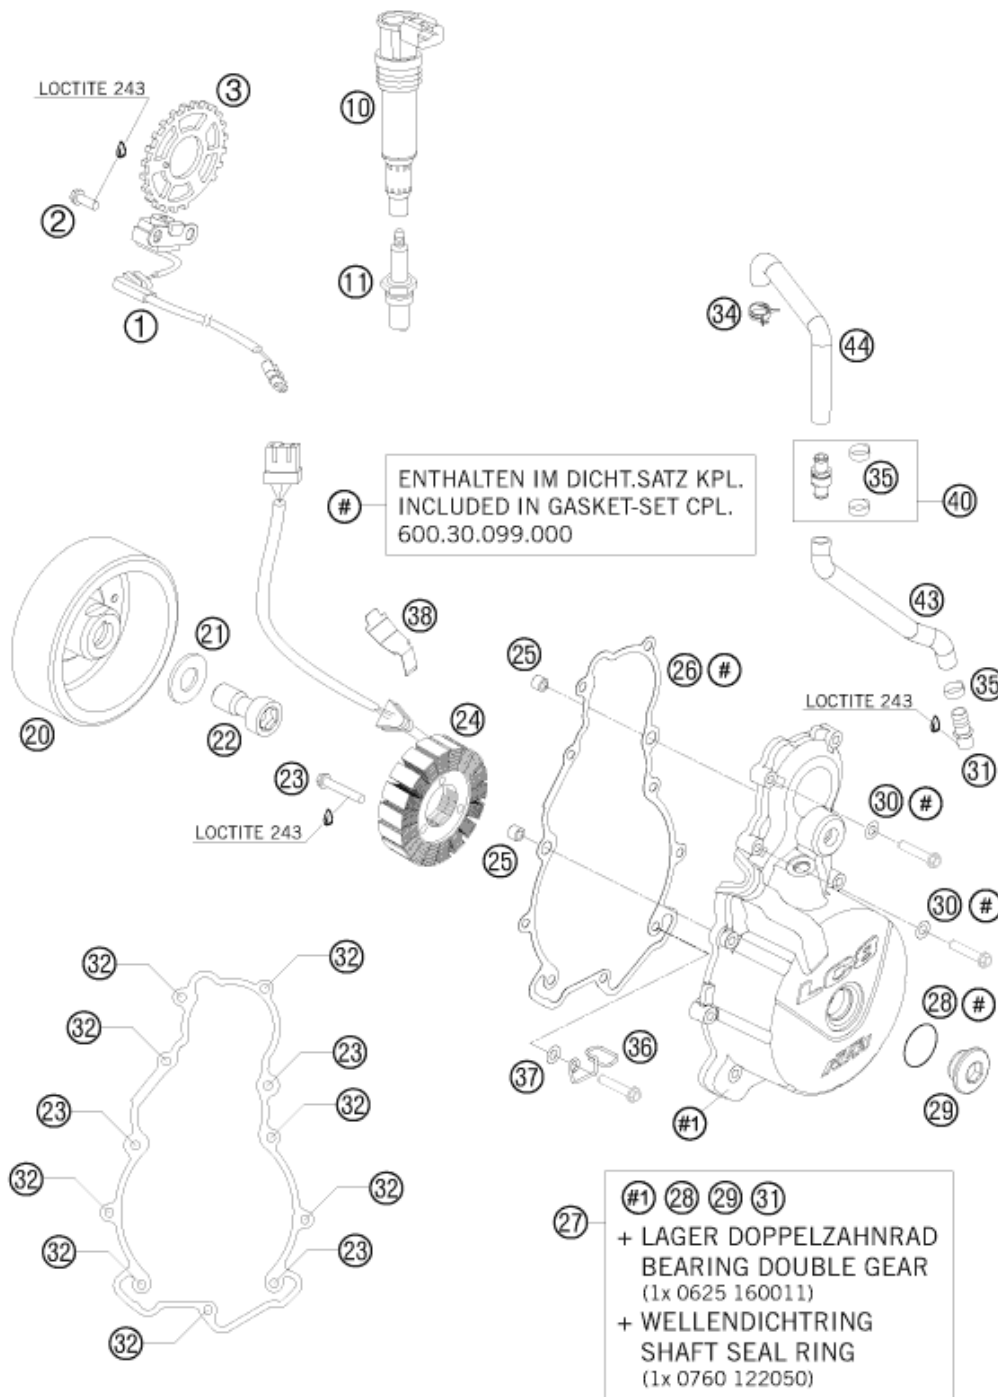 LOCTITE 243
3
10
2
11
1
34
44
35
40
ENTHALTEN IM DICHT.SATZ KPL.
# INCLUDED IN GASKET-SET CPL.
600.30.099.000
38
43
21
25
26 #
35
20
22
24
LOCTITE 243
31
23
30 #
LOCTITE 243
25
30 #
32
32
LC8
28 #
32
23
36
37
KTM
29
23
32
#1
32
32
27
#1 28 29 31
32
23
+ LAGER DOPPELZAHNRAD
BEARING DOUBLE GEAR
(1x 0625 160011)
+ WELLENDICHTRING
SHAFT SEAL RING
(1x 0760 122050)
32